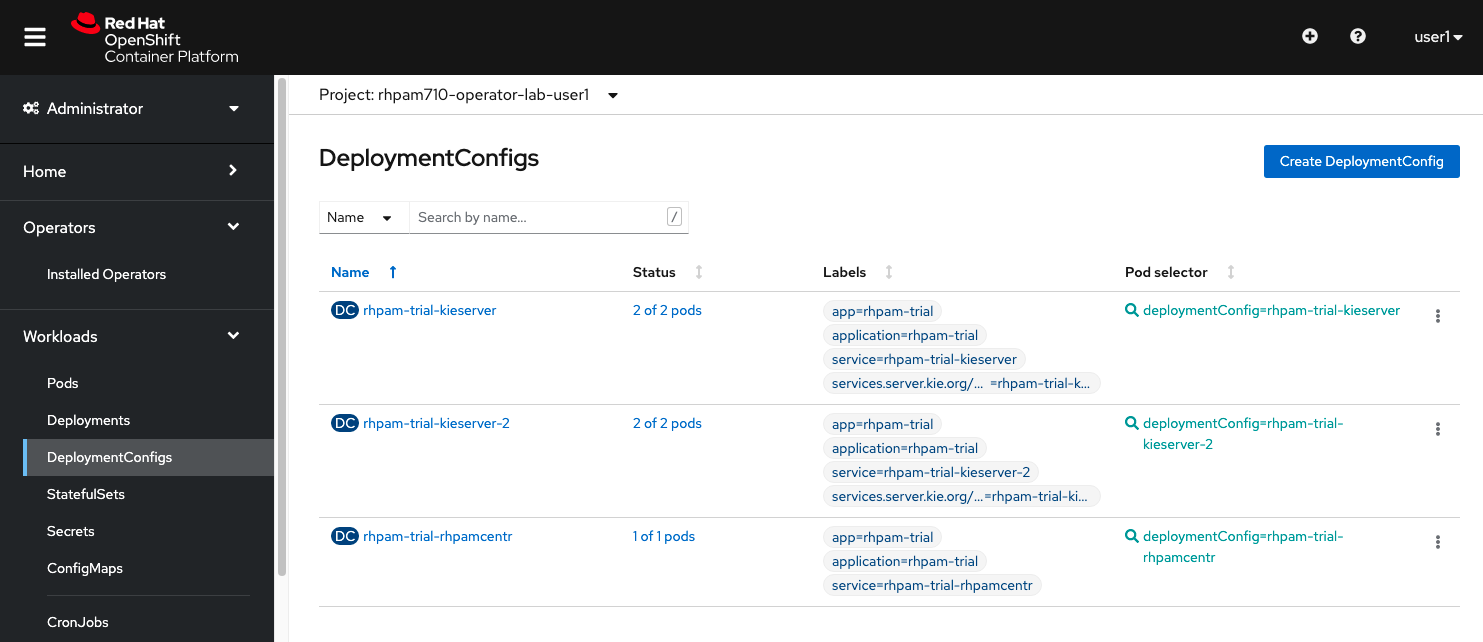 Red Hat
OpenShift
Container Platform
user1
Administrator
Home
Operators
Installed Operators
Workloads
Pods
Deployments
DeploymentConfigs
StatefulSets
Secrets
ConfigMaps
CronJobs
Project: rhpam710-operator-lab-user1
DeploymentConfigs
Create DeploymentConfig
Name
Search by name...
/
Name Status Labels Pod selector
DC rhpam-trial-kieserver
2 of 2 pods
app=rhpam-trial
application=rhpam-trial
service=rhpam-trial-kieserver
services.server.kie.org/... =rhpam-trial-k...
deploymentConfig=rhpam-trial-kieserver
DC rhpam-trial-kieserver-2
2 of 2 pods
app=rhpam-trial
application=rhpam-trial
service=rhpam-trial-kieserver-2
services.server.kie.org/...=rhpam-trial-ki...
deploymentConfig=rhpam-trial-
kieserver-2
DC rhpam-trial-rhpamcentr
1 of 1 pods
app=rhpam-trial
application=rhpam-trial
service=rhpam-trial-rhpamcentr
deploymentConfig=rhpam-trial-
rhpamcentr